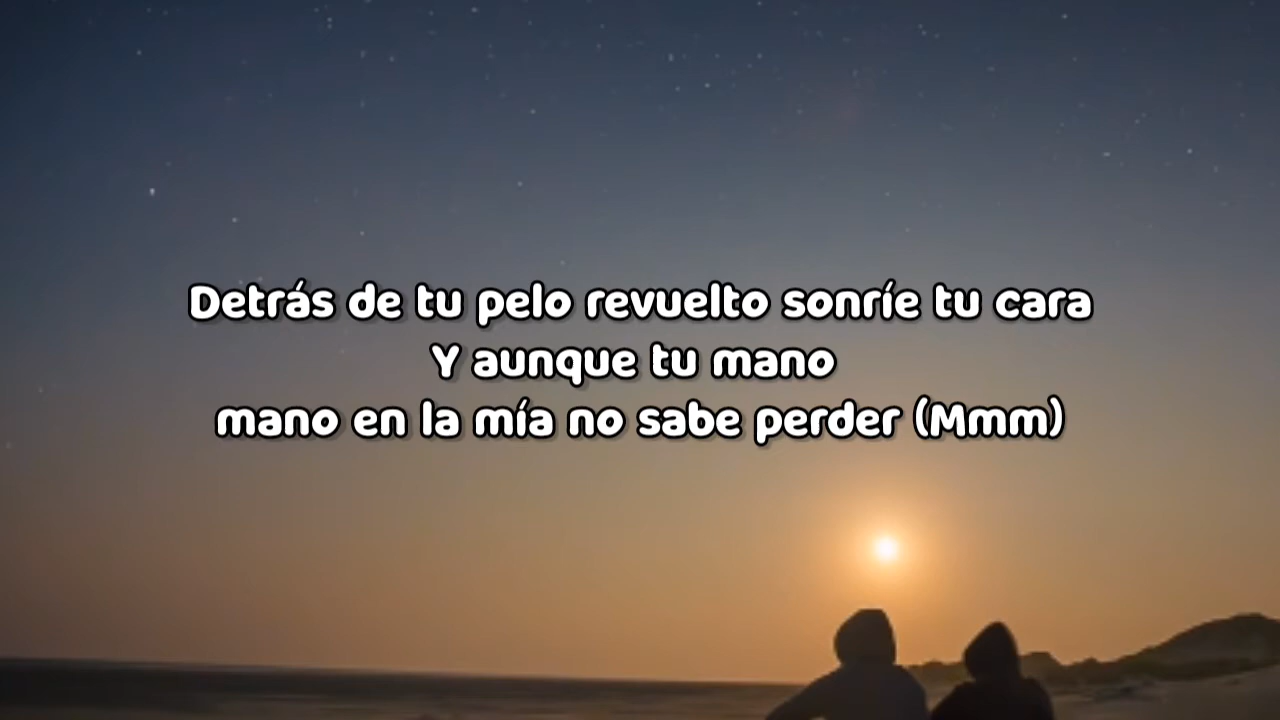 Detrás de tu pelo revuelto sonríe tu cara
Y aunque tu mano
mano en la mía no sabe perder (Mmm)